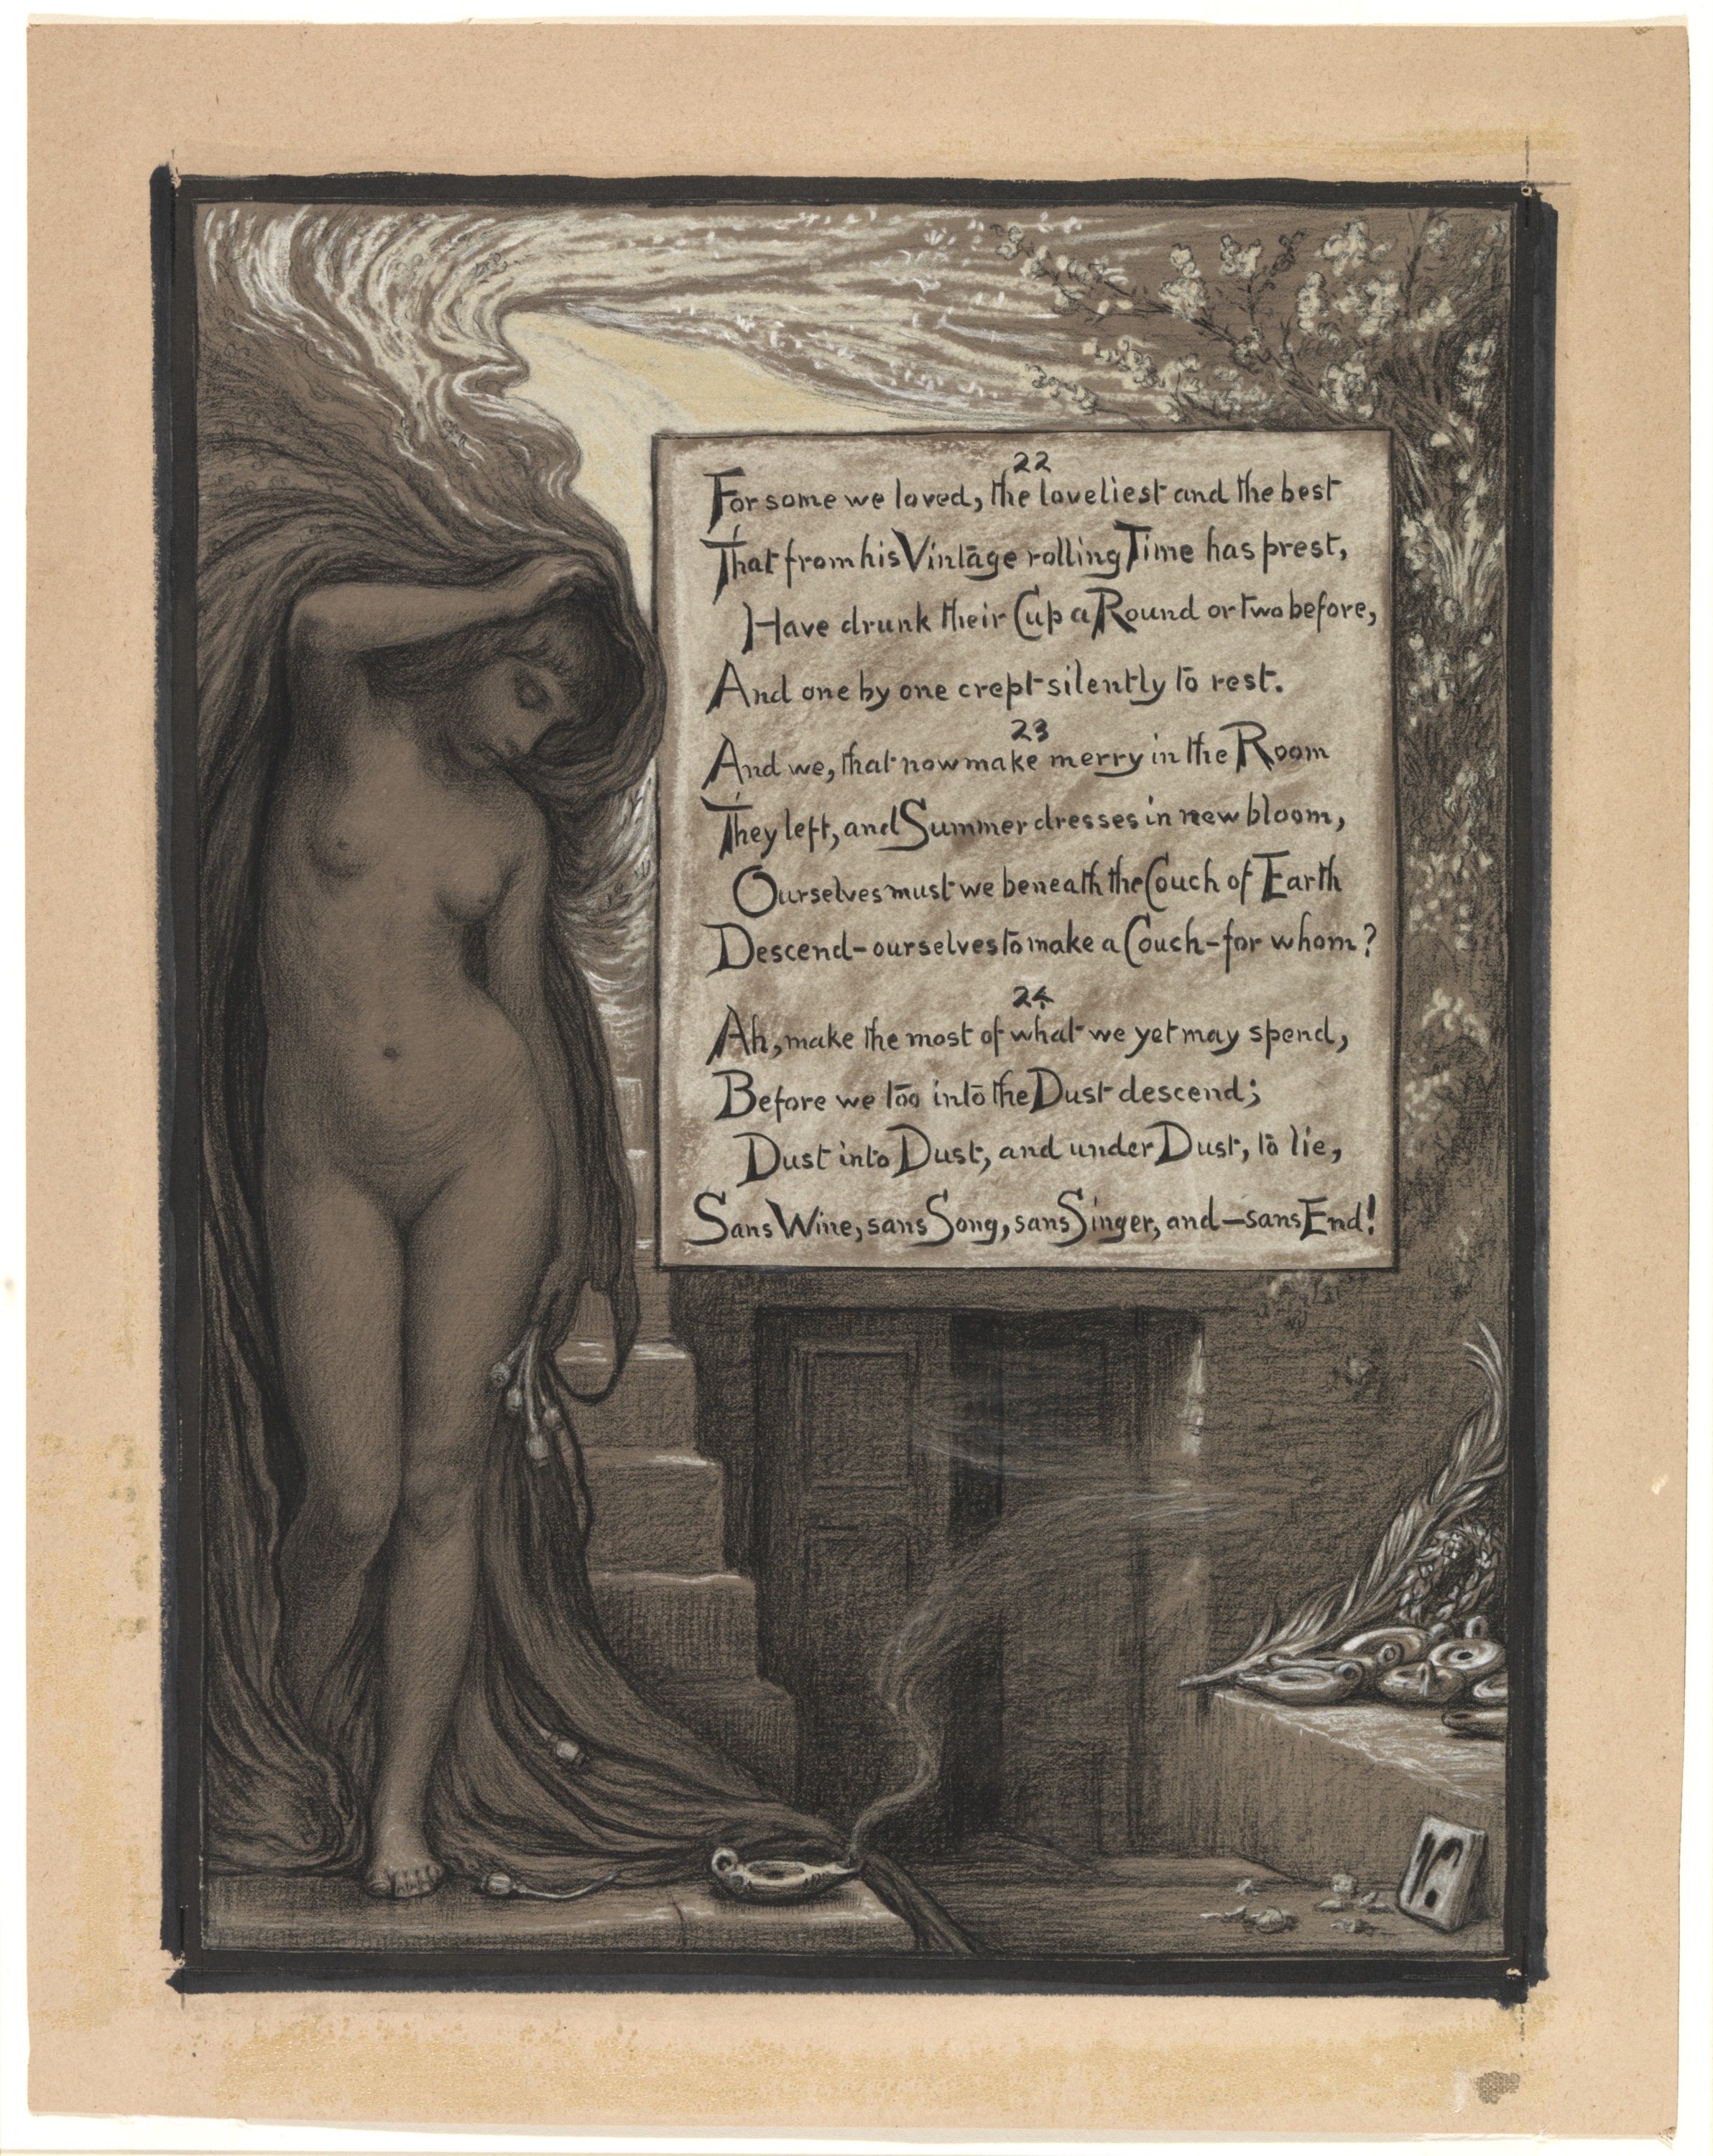 22
For some we loved, the loveliest and the best
That from his Vintage rolling Time has prest,
Have drunk their Cup a Round or two before,
And one by one crept silently to rest.
23
And we, that now make merry in the Room
They left, and Summer dresses in new bloom,
Ourselves must we beneath the Couch of Earth
Descend-ourselves to make a Couch-for whom?
24
Ah, make the most of what we yet may spend,
Before we too into the Dust descend;
Dust into Dust, and under Dust, to lie,
Sans Wine, sans Song, sans Singer, and—sans End!